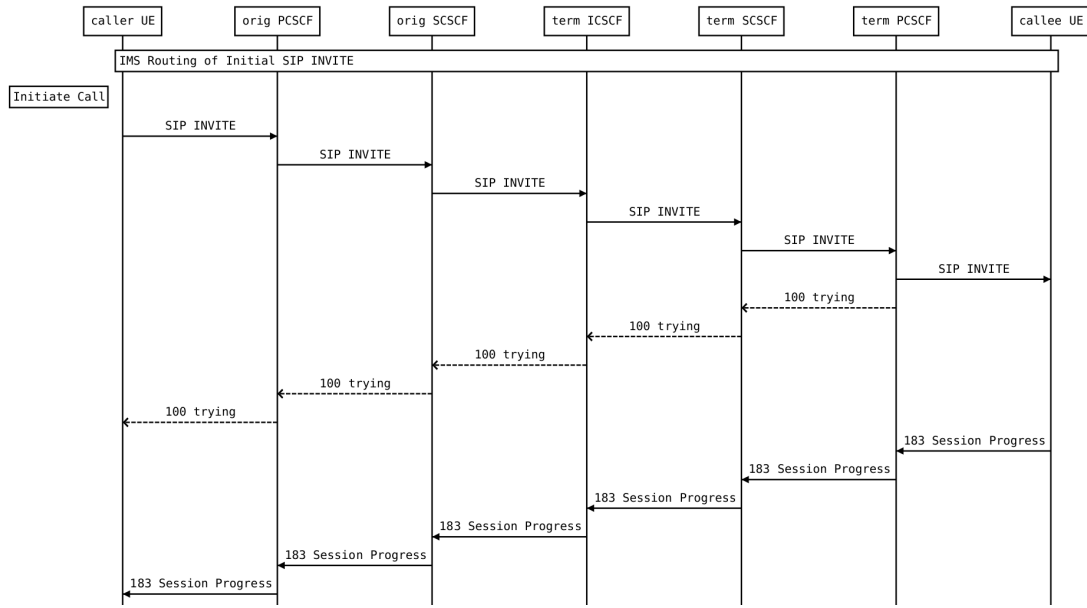 caller UE
orig PCSCF
orig SCSCF
term ICSCF
term SCSCF
term PCSCF
callee UE
IMS Routing of Initial SIP INVITE
Initiate Call
SIP INVITE
SIP INVITE
SIP INVITE
SIP INVITE
SIP INVITE
SIP INVITE
100 trying
100 trying
100 trying
100 trying
100 trying
183 Session Progress
183 Session Progress
183 Session Progress
183 Session Progress
183 Session Progress
183 Session Progress